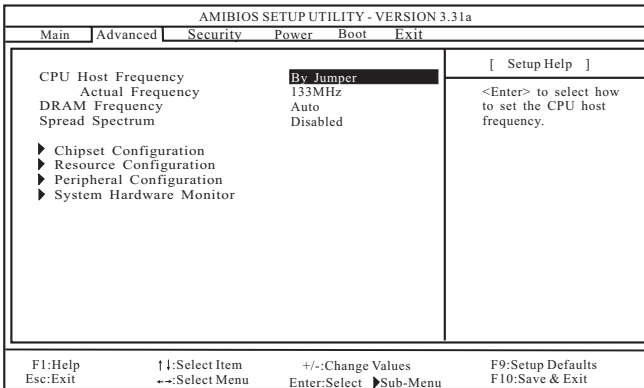 AMIBIOS SETUP UTILITY - VERSION 3.31a
Main Advanced Security Power Boot Exit
CPU Host Frequency By Jumper
Actual Frequency 133MHz
DRAM Frequency Auto
Spread Spectrum Disabled
Chipset Configuration
Resource Configuration
Peripheral Configuration
System Hardware Monitor
[ Setup Help ]
<Enter> to select how
to set the CPU host
frequency.
F1:Help ↑↓:Select Item +/-:Change Values F9:Setup Defaults
Esc:Exit ←→:Select Menu Enter:Select ▶Sub-Menu F10:Save & Exit